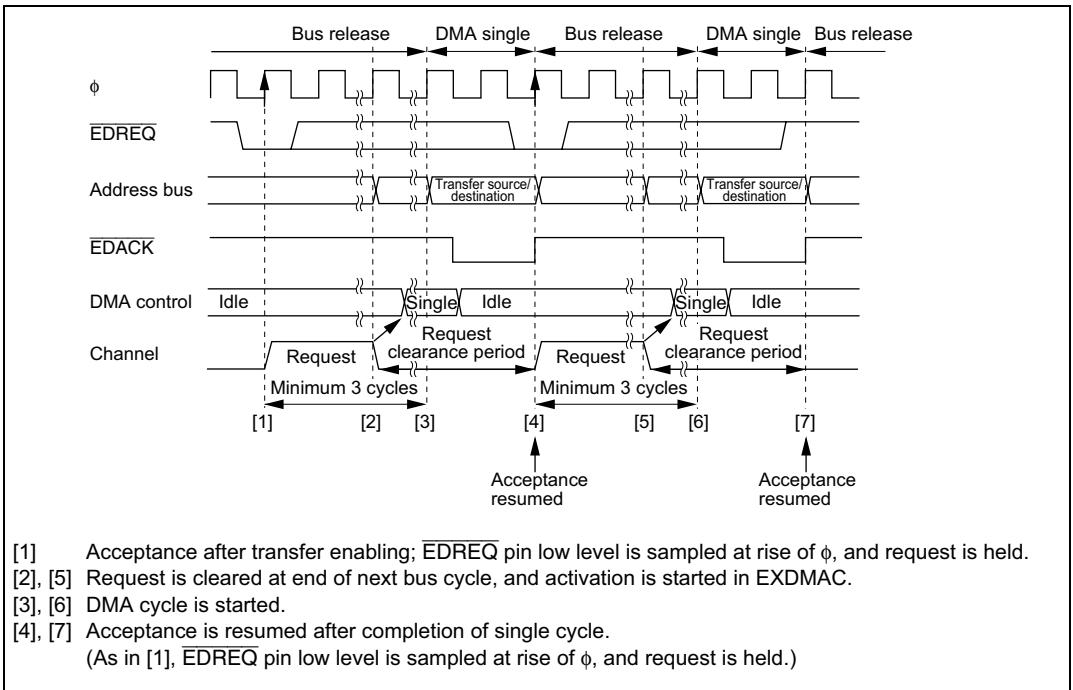 Bus release DMA single Bus release DMA single Bus release
ϕ
EDREQ
Address bus Transfer source/ destination Transfer source/ destination
EDACK
DMA control Idle Single Idle Single Idle
Channel Request Request clearance period Request Request clearance period
Minimum 3 cycles Minimum 3 cycles
[1] [2] [3] [4] [5] [6] [7]
Acceptance resumed Acceptance resumed
[1] Acceptance after transfer enabling; EDREQ pin low level is sampled at rise of ϕ, and request is held.
[2], [5] Request is cleared at end of next bus cycle, and activation is started in EXDMAC.
[3], [6] DMA cycle is started.
[4], [7] Acceptance is resumed after completion of single cycle.
(As in [1], EDREQ pin low level is sampled at rise of ϕ, and request is held.)